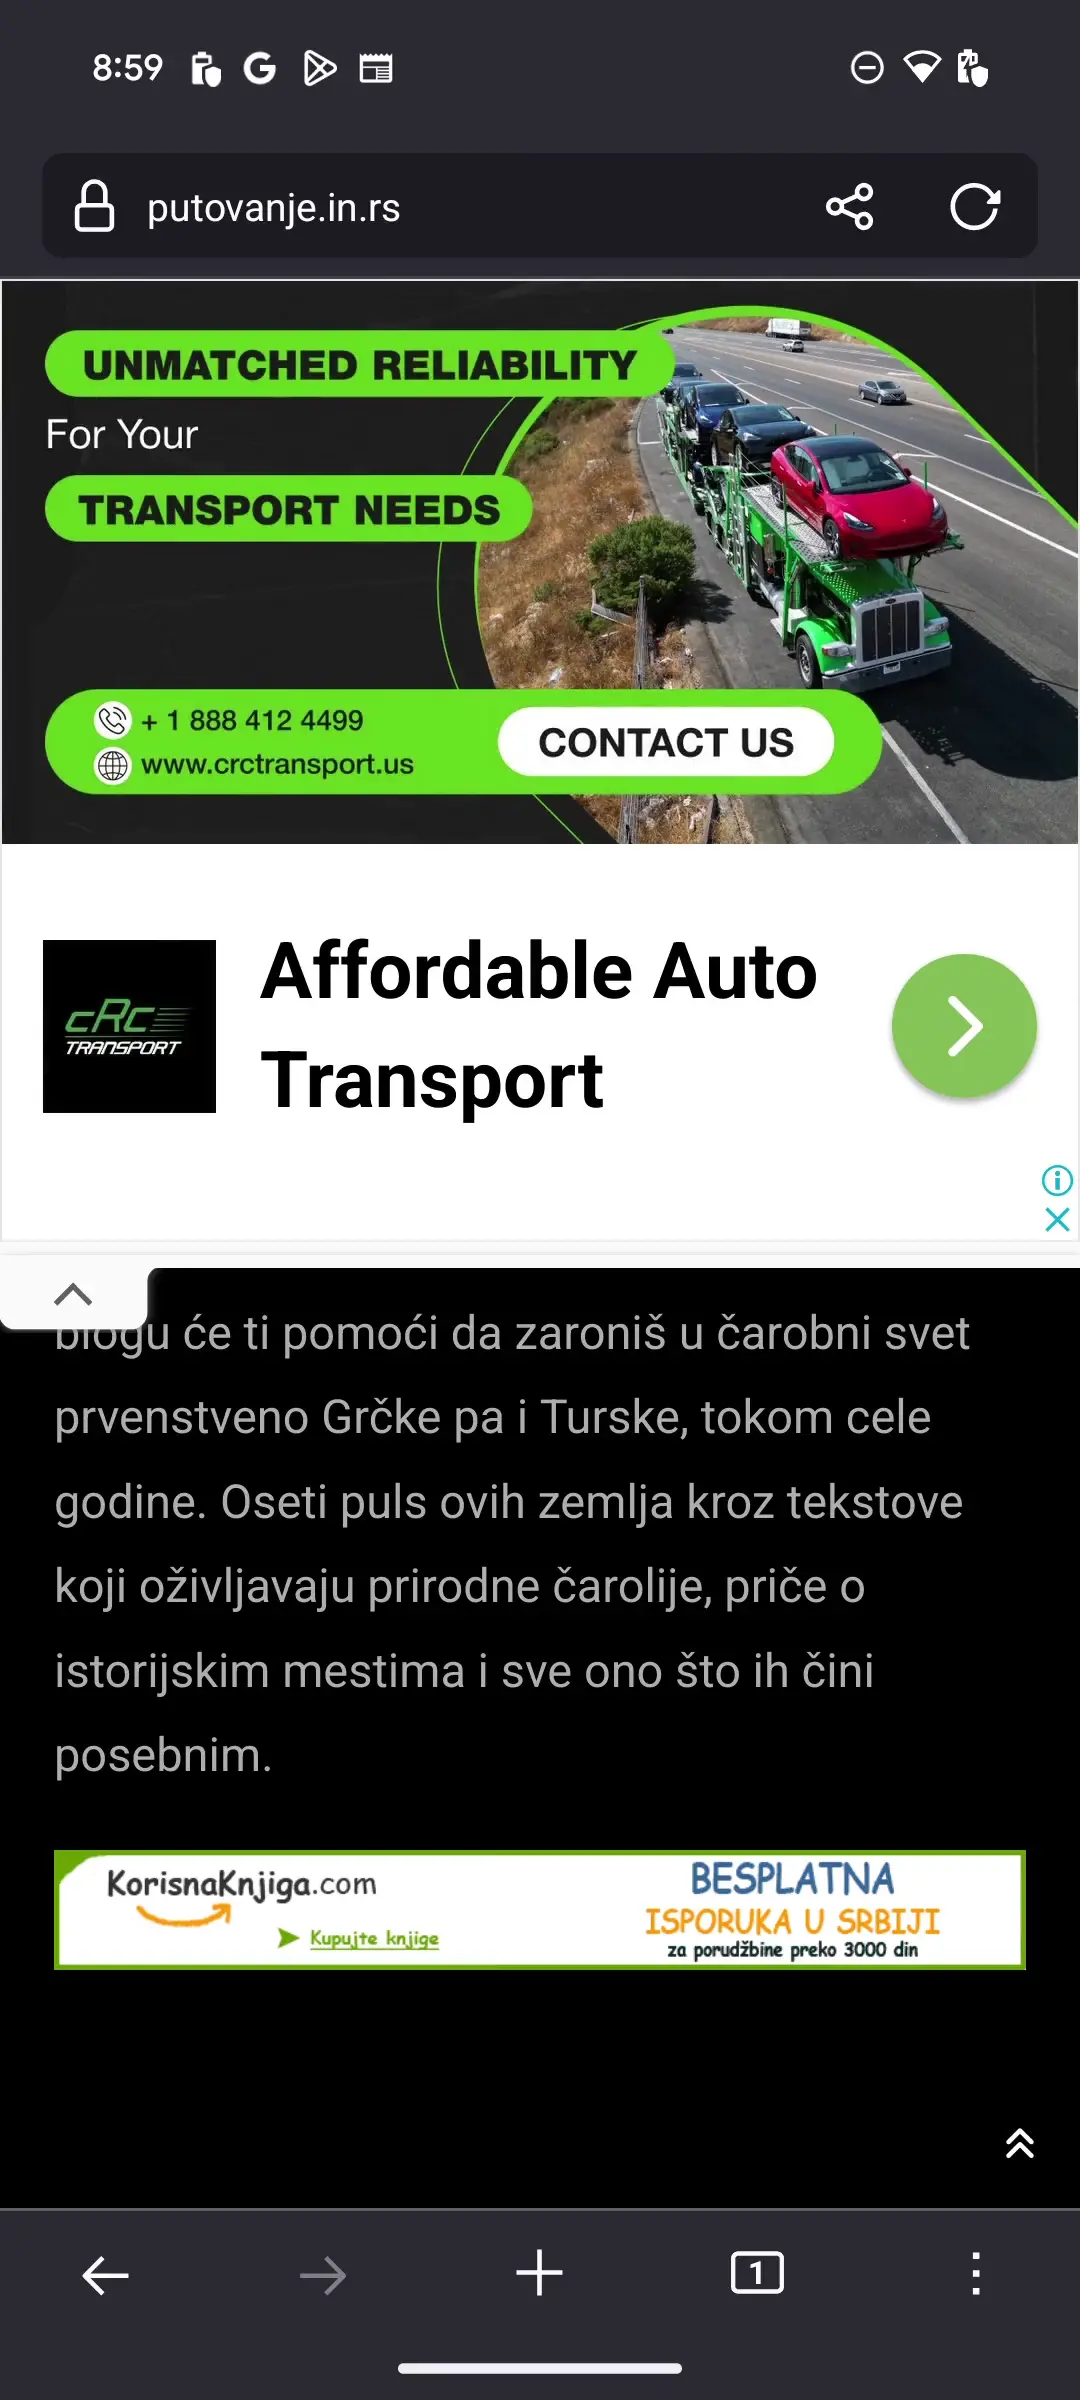 8:59
putovanje.in.rs
UNMATCHED RELIABILITY
For Your
TRANSPORT NEEDS
+ 1 888 412 4499
www.crctransport.us
CONTACT US
CRC
TRANSPORT
Affordable Auto
Transport
blogu će ti pomoći da zaroniš u čarobni svet
prvenstveno Grčke pa i Turske, tokom cele
godine. Oseti puls ovih zemlja kroz tekstove
koji oživljavaju prirodne čarolije, priče o
istorijskim mestima i sve ono što ih čini
posebnim.
KorisnaKnjiga.com
Kupujte knjige
BESPLATNA
ISPORUKA U SRBIJI
za porudžbine preko 3000 din
1